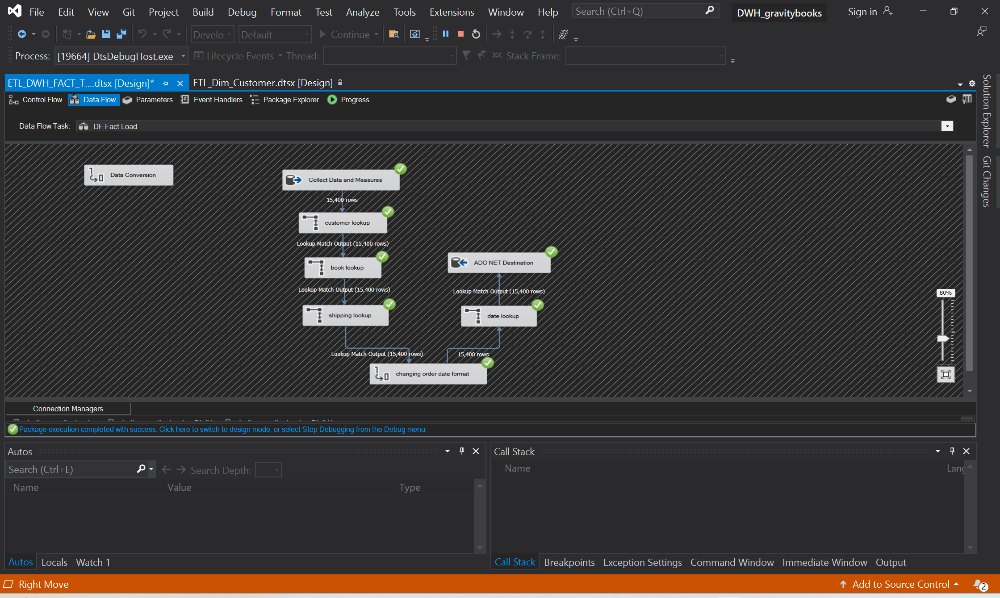 File Edit View Git Project Build Debug Format Test Analyze Tools Extensions Window Help Search (Ctrl+Q) DWH_gravitybooks Sign in
Develo Default Continue
Process: [19664] DtsDebugHost.exe Lifecycle Events Thread: Stack Frame:
ETL_DWH_FACT_T....dtsx [Design]* ETL_Dim_Customer.dtsx [Design]
Control Flow Data Flow Parameters Event Handlers Package Explorer Progress
Data Flow Task: DF Fact Load
Data Conversion
Collect Data and Measures
15,400 rows
customer lookup
Lookup Match Output (15,400 rows)
book lookup
Lookup Match Output (15,400 rows)
shipping lookup
Lookup Match Output (15,400 rows)
changing order date format
15,400 rows
date lookup
Lookup Match Output (15,400 rows)
ADO NET Destination
80%
Solution Explorer
Git Changes
Connection Managers
Package execution completed with success. Click here to switch to design mode, or select Stop Debugging from the Debug menu.
Autos
Search (Ctrl+E) Search Depth:
Name Value Type
Autos Locals Watch 1
Call Stack
Name Lang
Call Stack Breakpoints Exception Settings Command Window Immediate Window Output
Right Move Add to Source Control 2